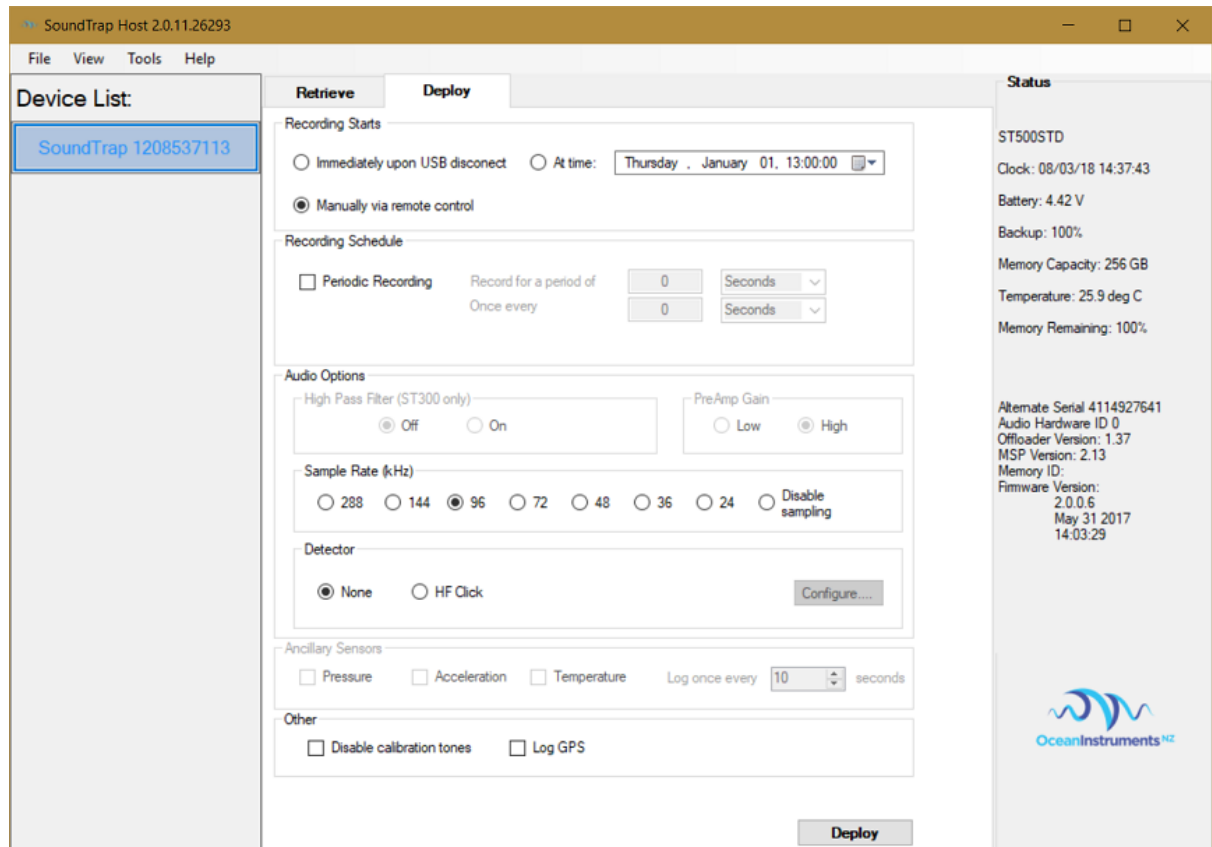 SoundTrap Host 2.0.11.26293
File View Tools Help
Device List:
SoundTrap 1208537113
Retrieve Deploy
Recording Starts
Immediately upon USB disconect At time: Thursday , January 01, 13:00:00
Manually via remote control
Recording Schedule
Periodic Recording Record for a period of 0 Seconds
Once every 0 Seconds
Audio Options
High Pass Filter (ST300 only) PreAmp Gain
Off On Low High
Sample Rate (kHz)
288 144 96 72 48 36 24 Disable
sampling
Detector
None HF Click Configure....
Ancillary Sensors
Pressure Acceleration Temperature Log once every 10 seconds
Other
Disable calibration tones Log GPS
Deploy
Status
ST500STD
Clock: 08/03/18 14:37:43
Battery: 4.42 V
Backup: 100%
Memory Capacity: 256 GB
Temperature: 25.9 deg C
Memory Remaining: 100%
Alternate Serial 4114927641
Audio Hardware ID 0
Offloader Version: 1.37
MSP Version: 2.13
Memory ID:
Firmware Version:
2.0.0.6
May 31 2017
14:03:29
OceanInstruments NZ